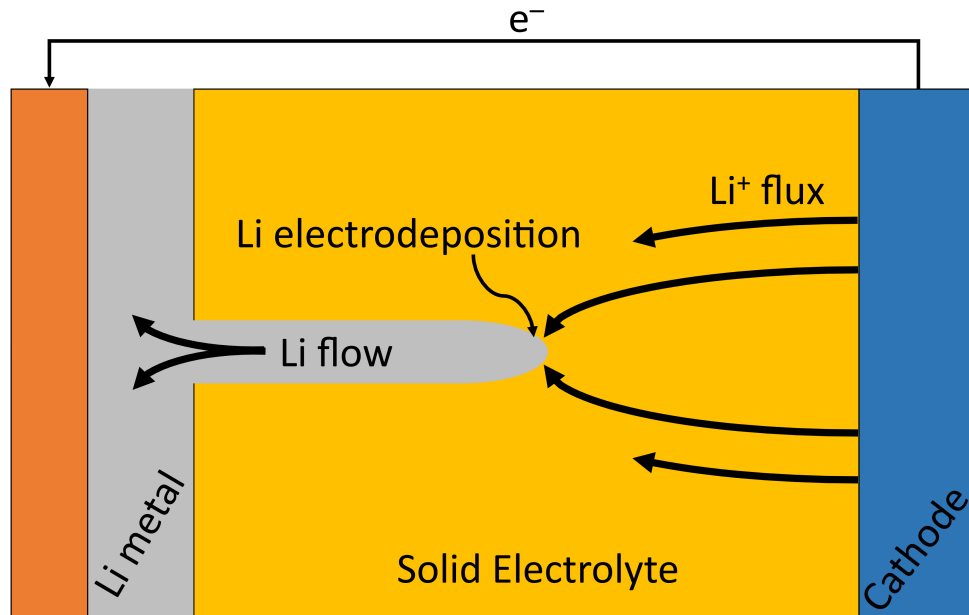 e⁻
Li⁺ flux
Li electrodeposition
Li flow
Li metal
Solid Electrolyte
Cathode